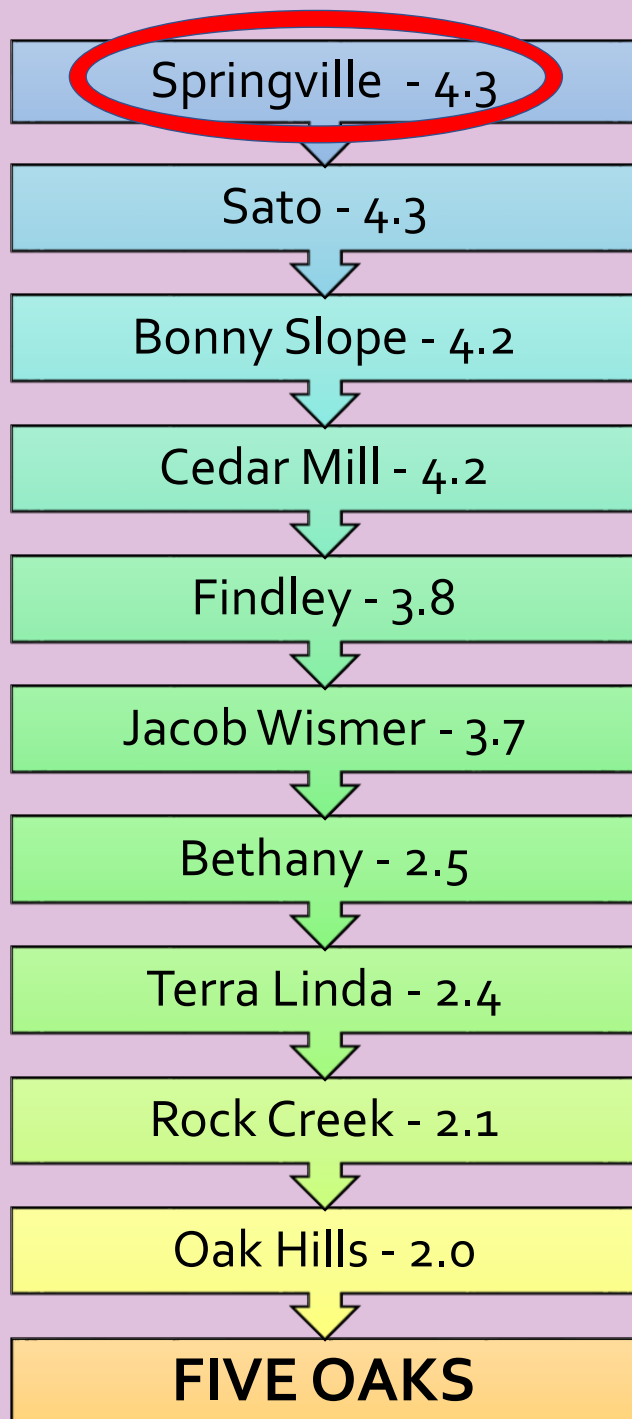 Springville - 4.3
Sato - 4.3
Bonny Slope - 4.2
Cedar Mill - 4.2
Findley - 3.8
Jacob Wismer - 3.7
Bethany - 2.5
Terra Linda - 2.4
Rock Creek - 2.1
Oak Hills - 2.0
FIVE OAKS